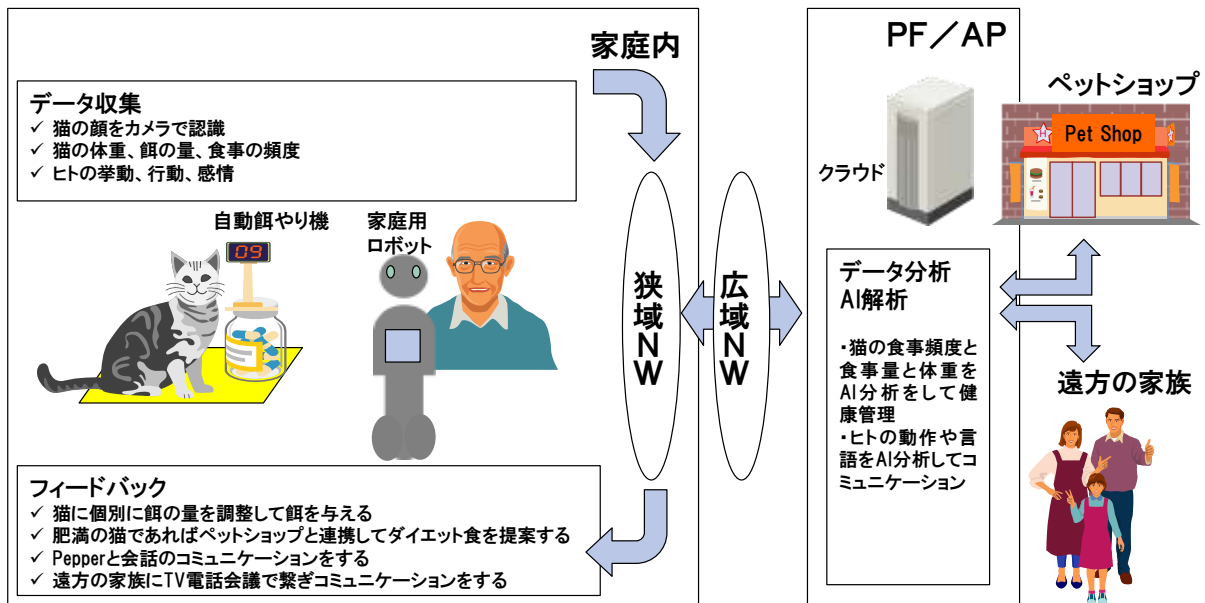 家庭内
データ収集
✓ 猫の顔をカメラで認識
✓ 猫の体重、餌の量、食事の頻度
✓ ヒトの挙動、行動、感情
自動餌やり機
09
家庭用
ロボット
狭域NW
広域NW
フィードバック
✓ 猫に個別に餌の量を調整して餌を与える
✓ 肥満の猫であればペットショップと連携してダイエット食を提案する
✓ Pepperと会話のコミュニケーションをする
✓ 遠方の家族にTV電話会議で繋ぎコミュニケーションをする
PF／AP
クラウド
データ分析
AI解析
・猫の食事頻度と
食事量と体重を
AI分析をして健
康管理
・ヒトの動作や言
語をAI分析してコ
ミュニケーション
ペットショップ
Pet Shop
遠方の家族